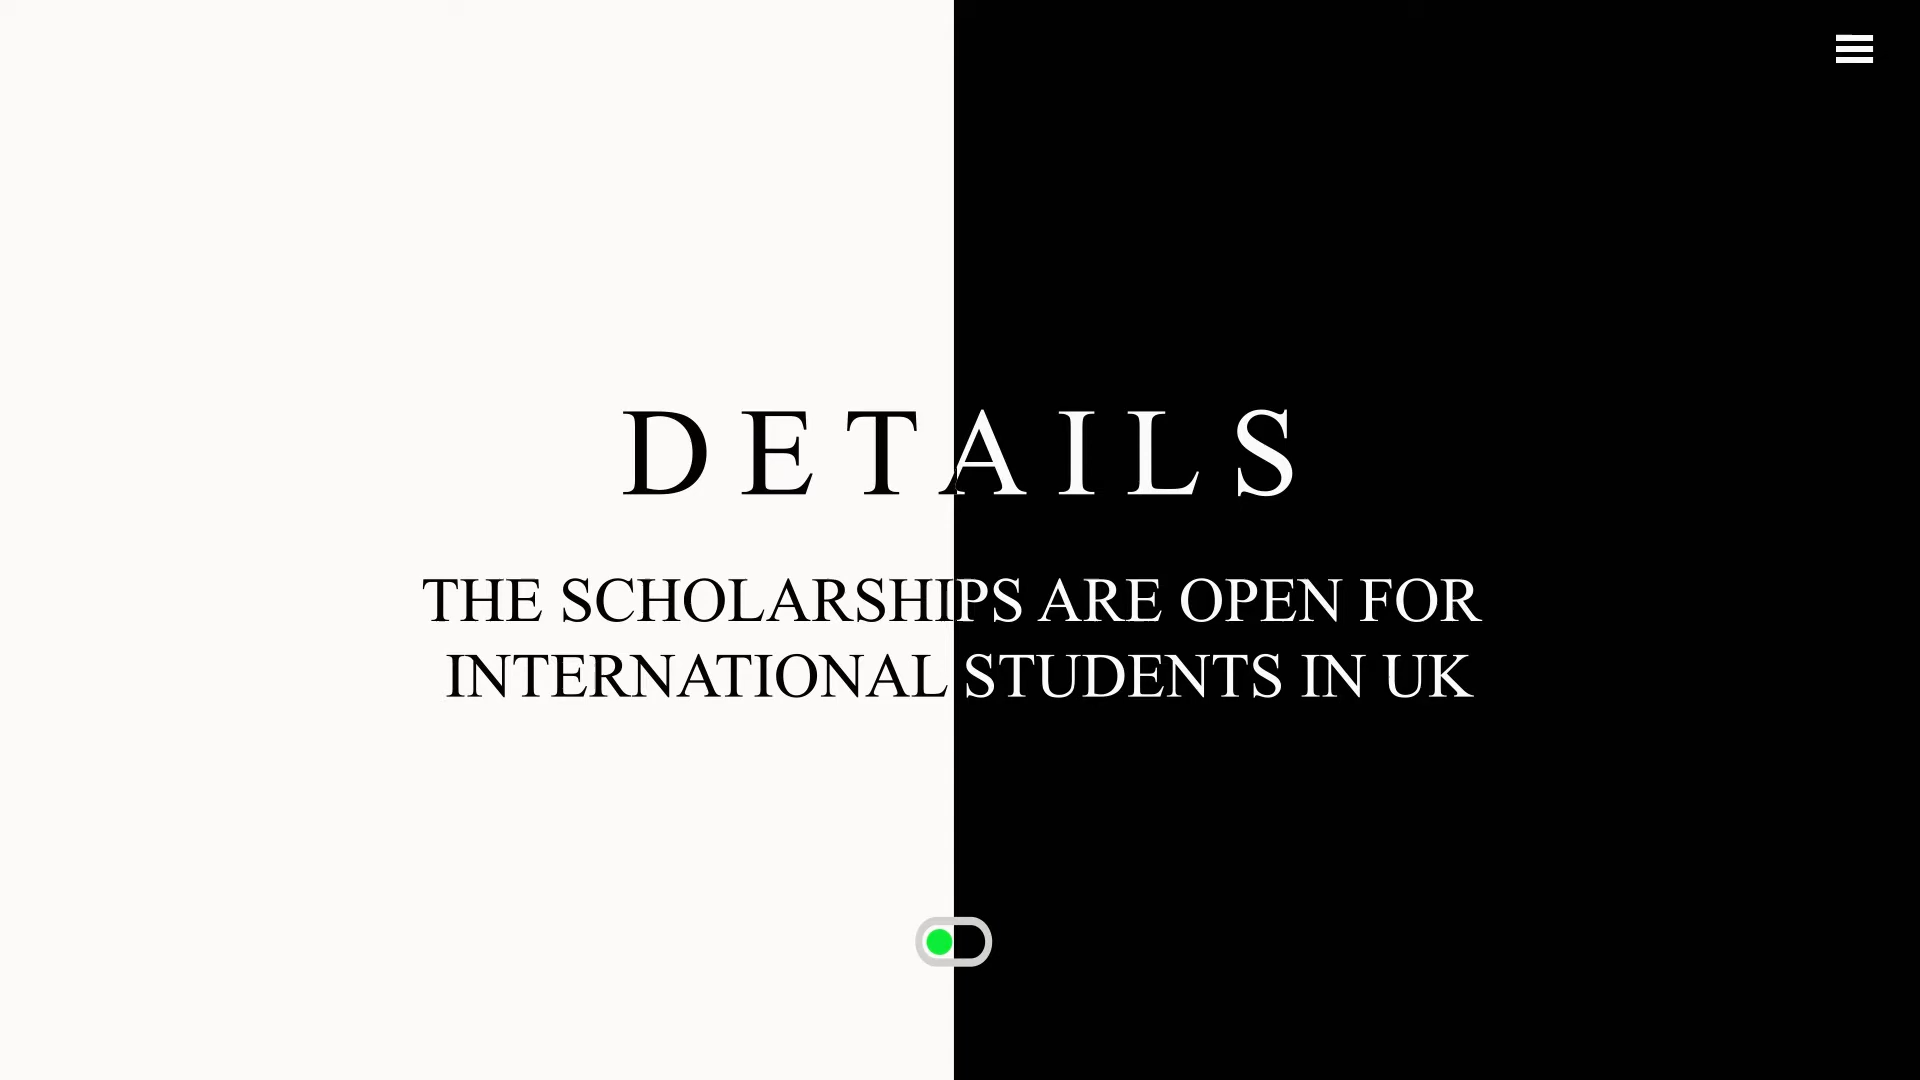 DETAILS
THE SCHOLARSHIPS ARE OPEN FOR
INTERNATIONAL STUDENTS IN UK